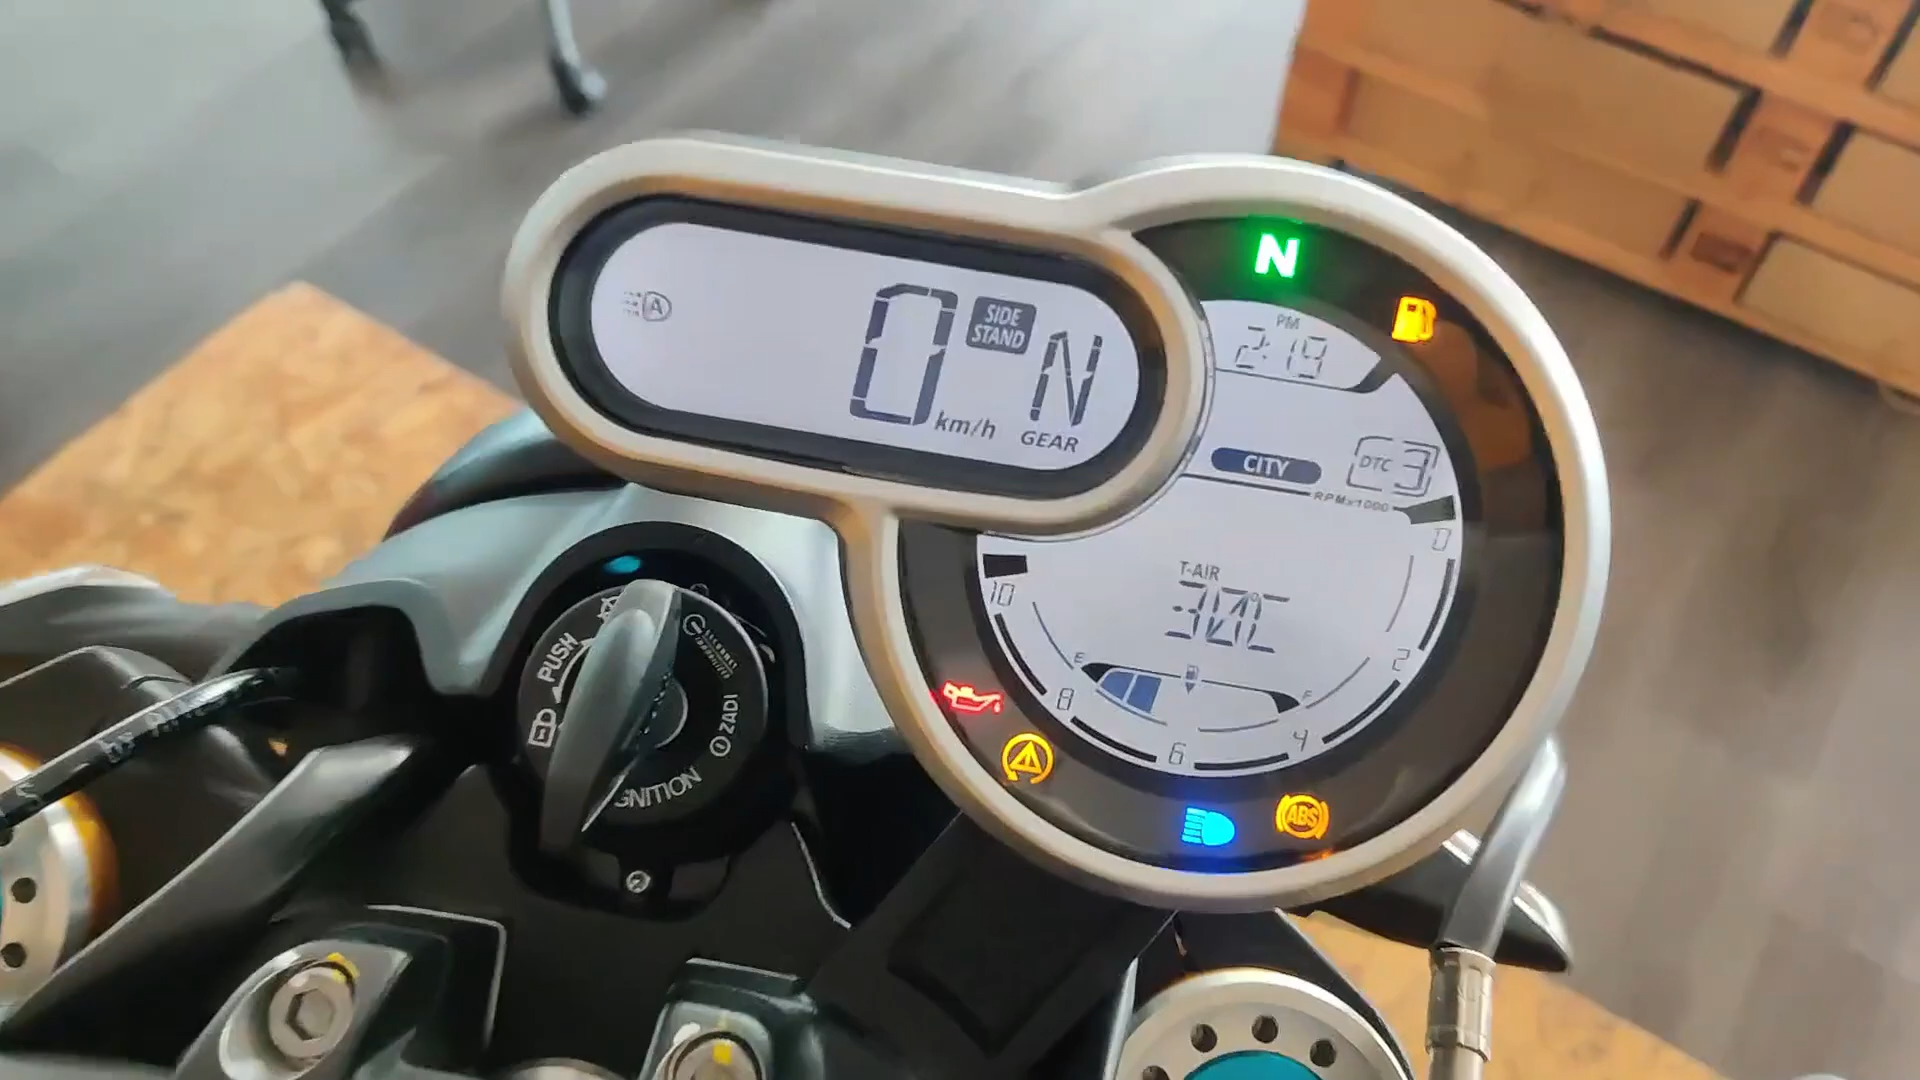 A
0
km/h
SIDE
STAND
N
GEAR
N
PM
2:19
CITY
DTC 3
RPMx1000
0
2
4
6
8
10
T-AIR
30°C
E
F
ABS
PUSH
ZADI
IGNITION